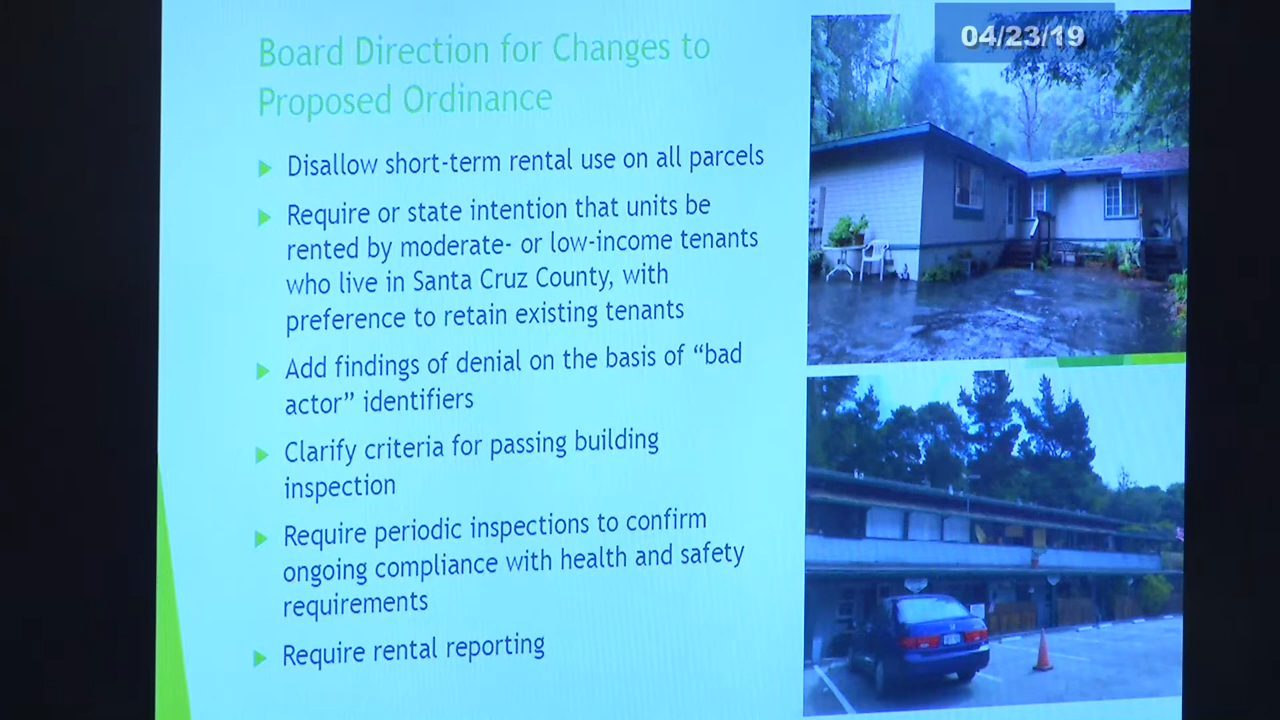 04/23/19
Board Direction for Changes to
Proposed Ordinance
Disallow short-term rental use on all parcels
Require or state intention that units be
rented by moderate- or low-income tenants
who live in Santa Cruz County, with
preference to retain existing tenants
Add findings of denial on the basis of “bad
actor” identifiers
Clarify criteria for passing building
inspection
Require periodic inspections to confirm
ongoing compliance with health and safety
requirements
Require rental reporting